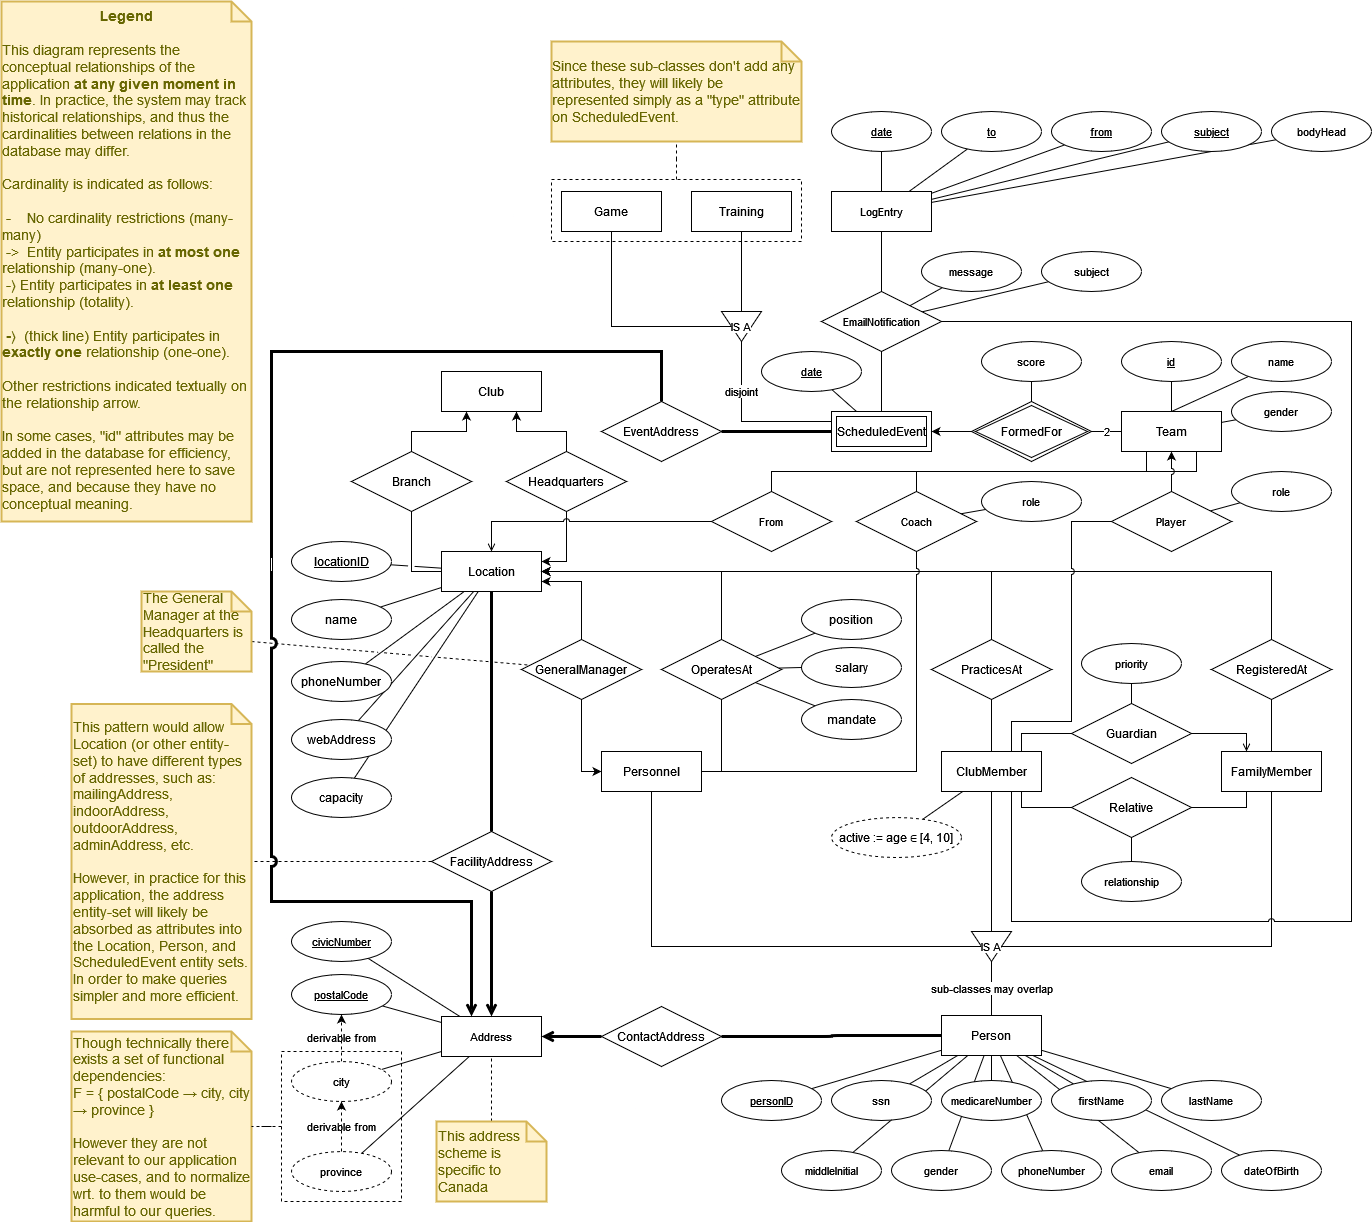 Legend
This diagram represents the
conceptual relationships of the
application at any given moment in
time. In practice, the system may track
historical relationships, and thus the
cardinalities between relations in the
database may differ.
Cardinality is indicated as follows:
- No cardinality restrictions (many-
many)
-> Entity participates in at most one
relationship (many-one).
-) Entity participates in at least one
relationship (totality).
-) (thick line) Entity participates in
exactly one relationship (one-one).
Other restrictions indicated textually on
the relationship arrow.
In some cases, "id" attributes may be
added in the database for efficiency,
but are not represented here to save
space, and because they have no
conceptual meaning.
Since these sub-classes don't add any
attributes, they will likely be
represented simply as a "type" attribute
on ScheduledEvent.
date
to
from
subject
bodyHead
Game
Training
LogEntry
message
subject
EmailNotification
IS A
disjoint
date
score
id
name
gender
Club
EventAddress
ScheduledEvent
FormedFor
2
Team
Branch
Headquarters
From
Coach
role
Player
role
locationID
Location
name
phoneNumber
webAddress
capacity
The General
Manager at the
Headquarters is
called the
"President"
GeneralManager
OperatesAt
position
salary
mandate
PracticesAt
priority
RegisteredAt
Guardian
Personnel
ClubMember
FamilyMember
Relative
relationship
active := age ∈ [4, 10]
This pattern would allow
Location (or other entity-
set) to have different types
of addresses, such as:
mailingAddress,
indoorAddress,
outdoorAddress,
adminAddress, etc.
However, in practice for this
application, the address
entity-set will likely be
absorbed as attributes into
the Location, Person, and
ScheduledEvent entity sets.
In order to make queries
simpler and more efficient.
FacilityAddress
IS A
sub-classes may overlap
civicNumber
postalCode
derivable from
city
derivable from
province
Address
ContactAddress
Person
Though technically there
exists a set of functional
dependencies:
F = { postalCode → city, city
→ province }
However they are not
relevant to our application
use-cases, and to normalize
wrt. to them would be
harmful to our queries.
This address
scheme is
specific to
Canada
personID
ssn
medicareNumber
firstName
lastName
middleInitial
gender
phoneNumber
email
dateOfBirth